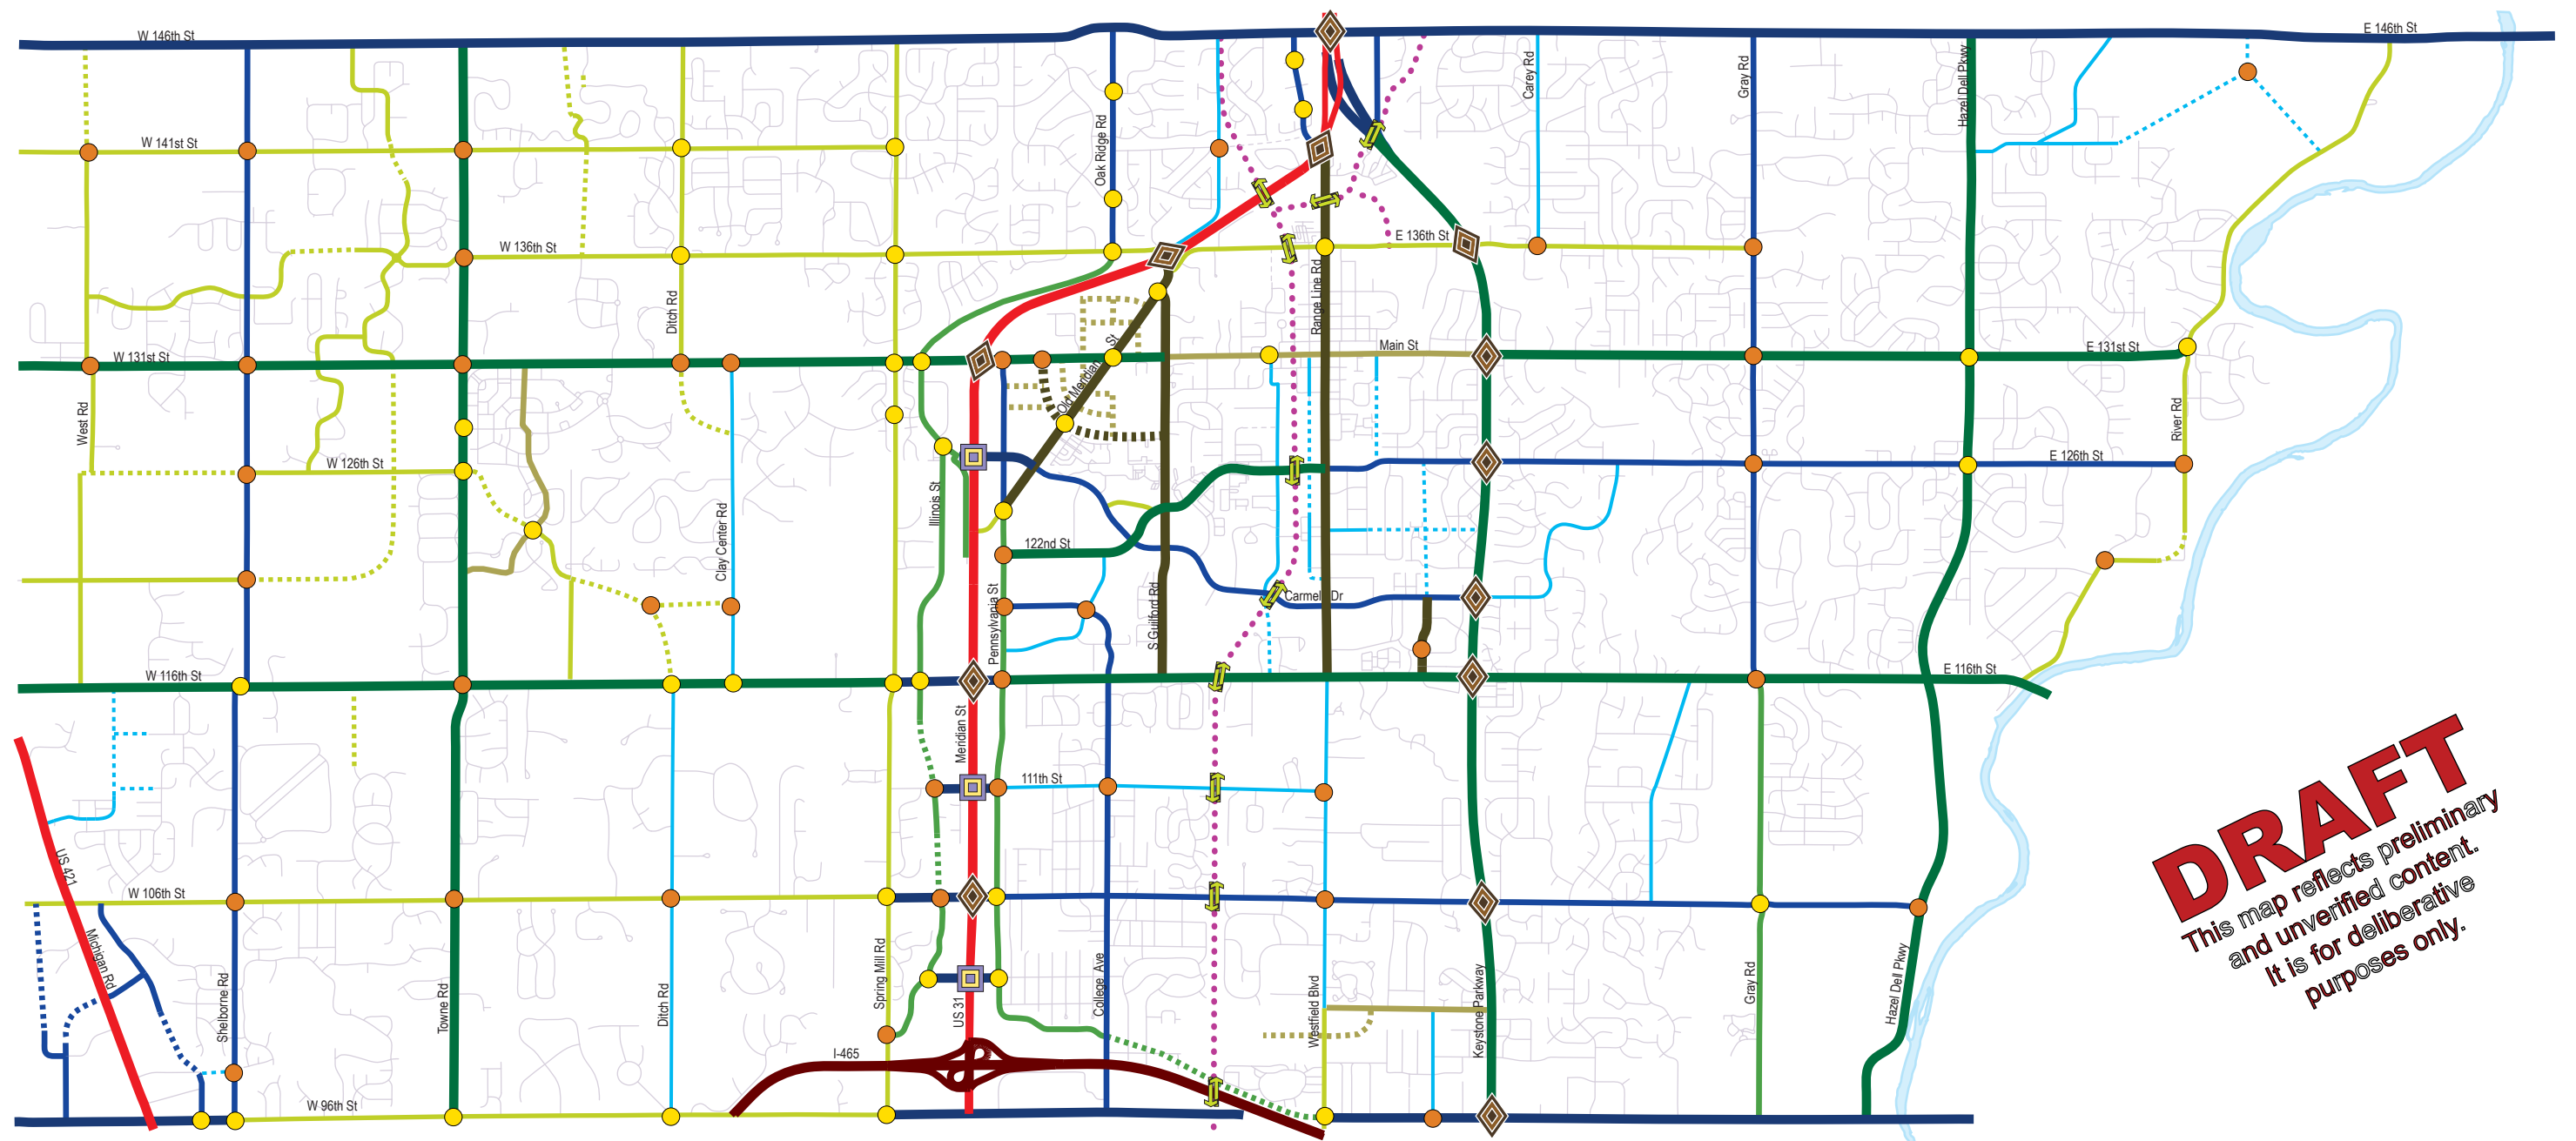 W 146th St
E 146th St
Carey Rd
Gray Rd
Hazel Dell Pkwy
W 141st St
Oak Ridge Rd
W 136th St
E 136th St
Ditch Rd
Range Line Rd
W 131st St
Main St
E 131st St
Old Meridian St
West Rd
River Rd
W 126th St
E 126th St
Illinois St
Clay Center Rd
122nd St
Pennsylvania St
S Guilford Rd
Carmel Dr
W 116th St
E 116th St
Meridian St
111th St
US 421
W 106th St
Michigan Rd
Shelborne Rd
Towne Rd
Ditch Rd
Spring Mill Rd
US 31
College Ave
Westfield Blvd
Keystone Parkway
Gray Rd
Hazel Dell Pkwy
I-465
W 96th St
DRAFT
This map reflects preliminary
and unverified content.
It is for deliberative
purposes only.